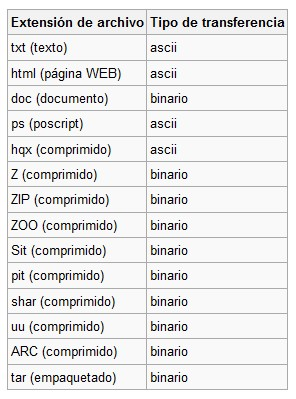 Extensión de archivo Tipo de transferencia
txt (texto) ascii
html (página WEB) ascii
doc (documento) binario
ps (poscript) ascii
hqx (comprimido) ascii
Z (comprimido) binario
ZIP (comprimido) binario
ZOO (comprimido) binario
Sit (comprimido) binario
pit (comprimido) binario
shar (comprimido) binario
uu (comprimido) binario
ARC (comprimido) binario
tar (empaquetado) binario